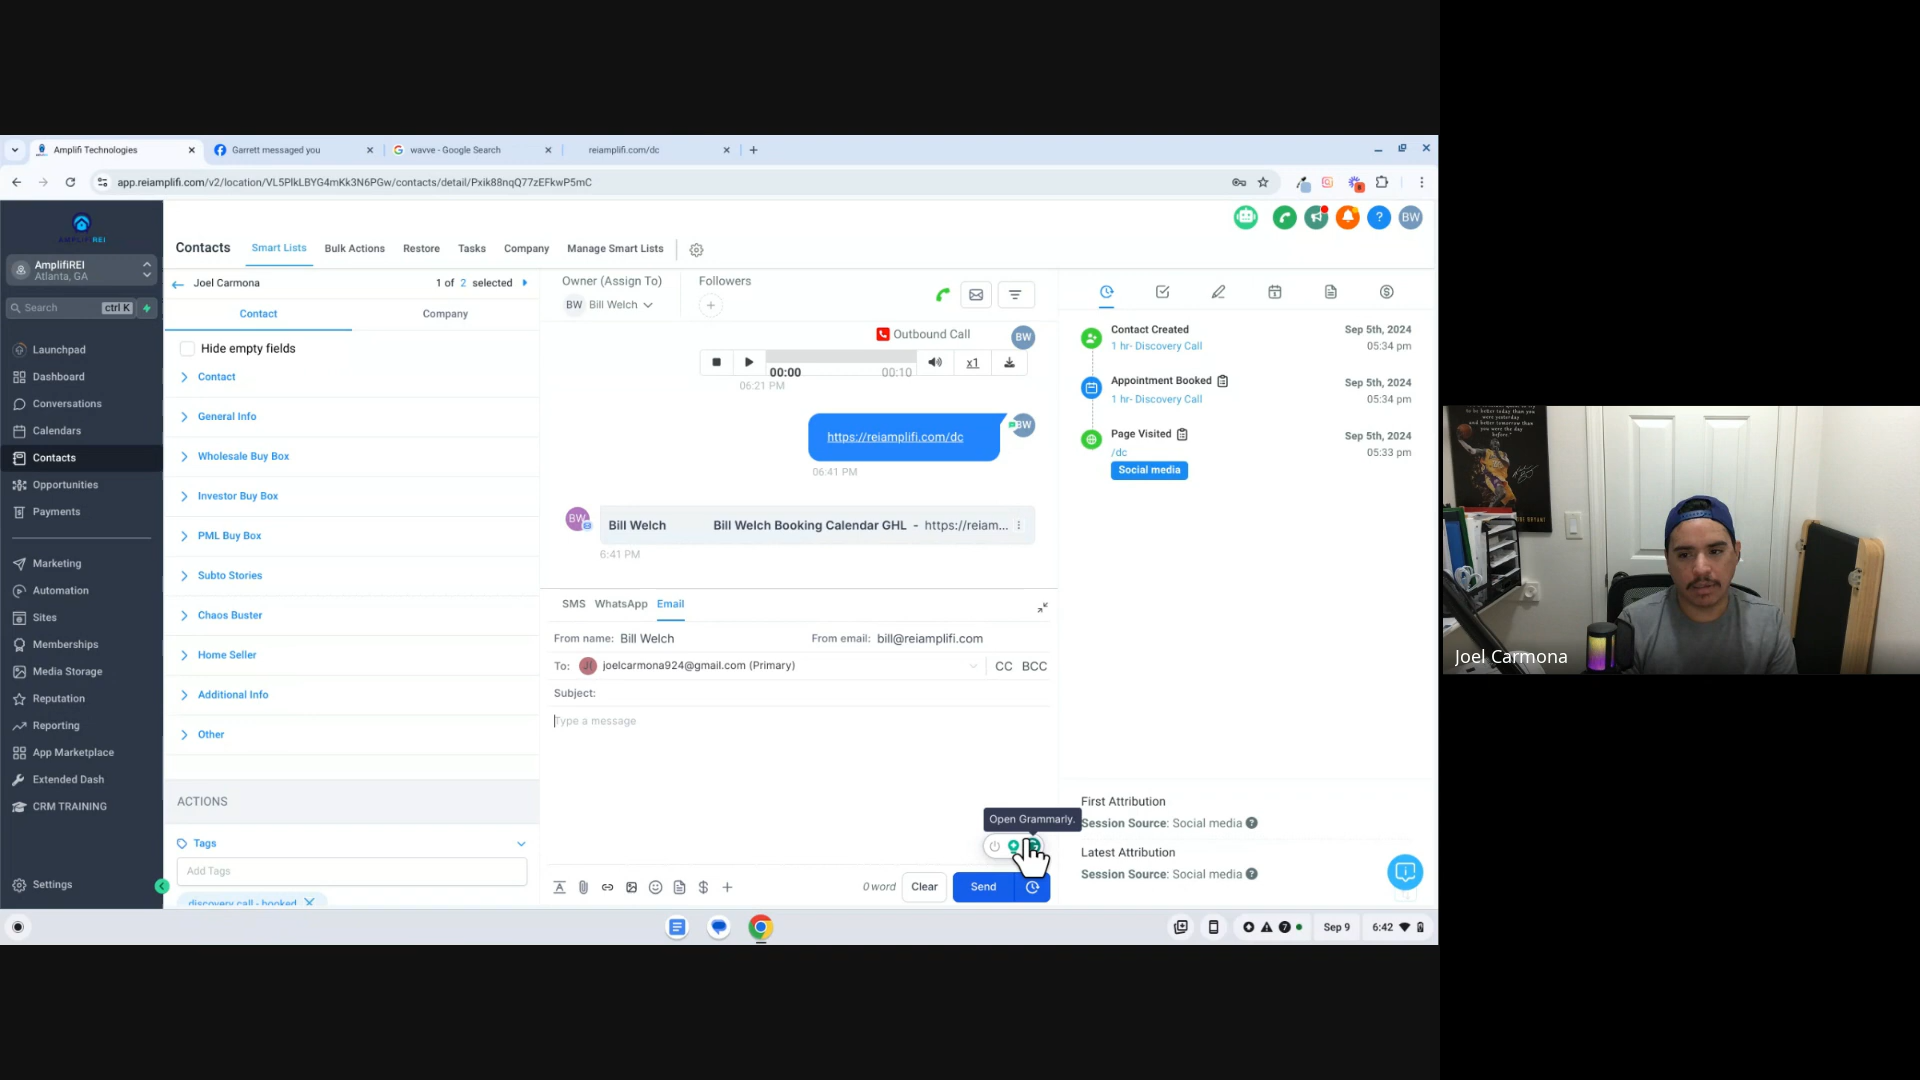 Amplifi Technologies
Garrett messaged you
wavve - Google Search
reiamplifi.com/dc
app.reiamplifi.com/v2/location/VL5PlkLBYG4mKk3N6PGw/contacts/detail/Pxik88nqQ77zEFkwP5mC
AMPLIFI REI
Contacts
Smart Lists
Bulk Actions
Restore
Tasks
Company
Manage Smart Lists
BW
AmplifiREI
Atlanta, GA
Search
ctrl K
Launchpad
Dashboard
Conversations
Calendars
Contacts
Opportunities
Payments
Marketing
Automation
Sites
Memberships
Media Storage
Reputation
Reporting
App Marketplace
Extended Dash
CRM TRAINING
Settings
Joel Carmona
1 of 2 selected
Contact
Company
Hide empty fields
Contact
General Info
Wholesale Buy Box
Investor Buy Box
PML Buy Box
Subto Stories
Chaos Buster
Home Seller
Additional Info
Other
ACTIONS
Tags
Add Tags
discovery call - booked
Owner (Assign To)
BW Bill Welch
Followers
Outbound Call
BW
00:00
00:10
x1
06:21 PM
https://reiamplifi.com/dc
BW
06:41 PM
BW
Bill Welch
Bill Welch Booking Calendar GHL - https://reiam...
6:41 PM
SMS
WhatsApp
Email
From name: Bill Welch
From email: bill@reiamplifi.com
To:
joelcarmona924@gmail.com (Primary)
CC
BCC
Subject:
Type a message
Open Grammarly.
0 word
Clear
Send
Contact Created
Sep 5th, 2024
1 hr- Discovery Call
05:34 pm
Appointment Booked
Sep 5th, 2024
1 hr- Discovery Call
05:34 pm
Page Visited
Sep 5th, 2024
/dc
05:33 pm
Social media
First Attribution
Session Source: Social media
Latest Attribution
Session Source: Social media
Sep 9
6:42
Joel Carmona